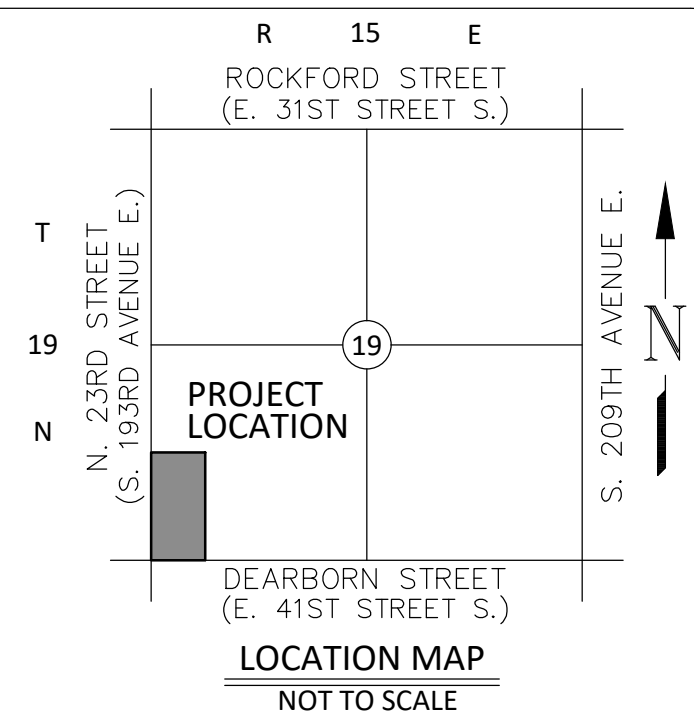 R 15 E
ROCKFORD STREET
(E. 31ST STREET S.)
T
19
N
N. 23RD STREET
(S. 193RD AVENUE E.)
19
PROJECT
LOCATION
S. 209TH AVENUE E.
N
DEARBORN STREET
(E. 41ST STREET S.)
LOCATION MAP
NOT TO SCALE